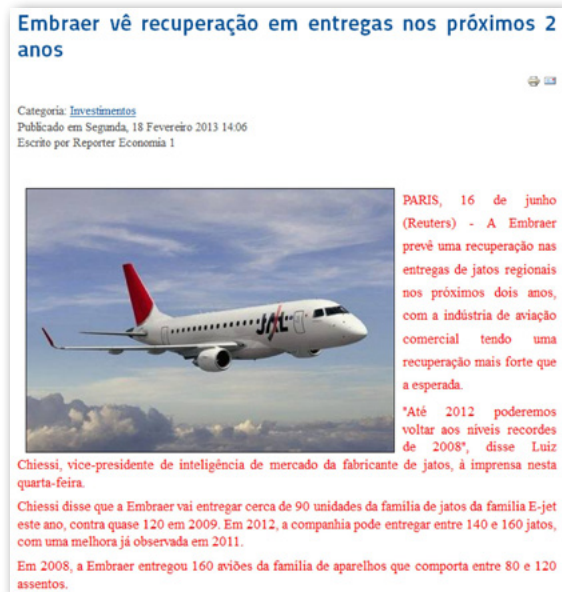 Embraer vê recuperação em entregas nos próximos 2
anos
Categoria: Investimentos
Publicado em Segunda, 18 Fevereiro 2013 14:06
Escrito por Reporter Economia 1
JAL
PARIS, 16 de junho
(Reuters) - A Embraer
prevê uma recuperação nas
entregas de jatos regionais
nos próximos dois anos,
com a indústria de aviação
comercial tendo uma
recuperação mais forte que
a esperada.
"Até 2012 poderemos
voltar aos níveis recordes
de 2008", disse Luiz
Chiessi, vice-presidente de inteligência de mercado da fabricante de jatos, à imprensa nesta
quarta-feira.
Chiessi disse que a Embraer vai entregar cerca de 90 unidades da família de jatos da família E-jet
este ano, contra quase 120 em 2009. Em 2012, a companhia pode entregar entre 140 e 160 jatos,
com uma melhora já observada em 2011.
Em 2008, a Embraer entregou 160 aviões da família de aparelhos que comporta entre 80 e 120
assentos.